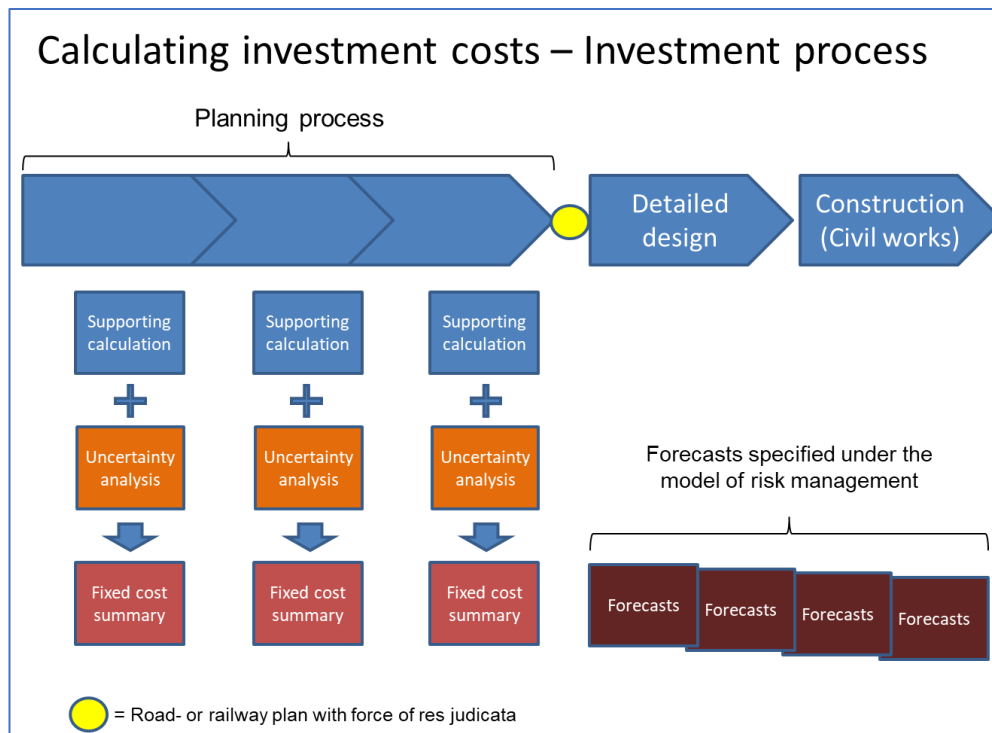 Calculating investment costs – Investment process
Planning process
Detailed
design
Construction
(Civil works)
Supporting
calculation
Supporting
calculation
Supporting
calculation
Uncertainty
analysis
Uncertainty
analysis
Uncertainty
analysis
Forecasts specified under the
model of risk management
Fixed cost
summary
Fixed cost
summary
Fixed cost
summary
Forecasts
Forecasts
Forecasts
Forecasts
= Road- or railway plan with force of res judicata